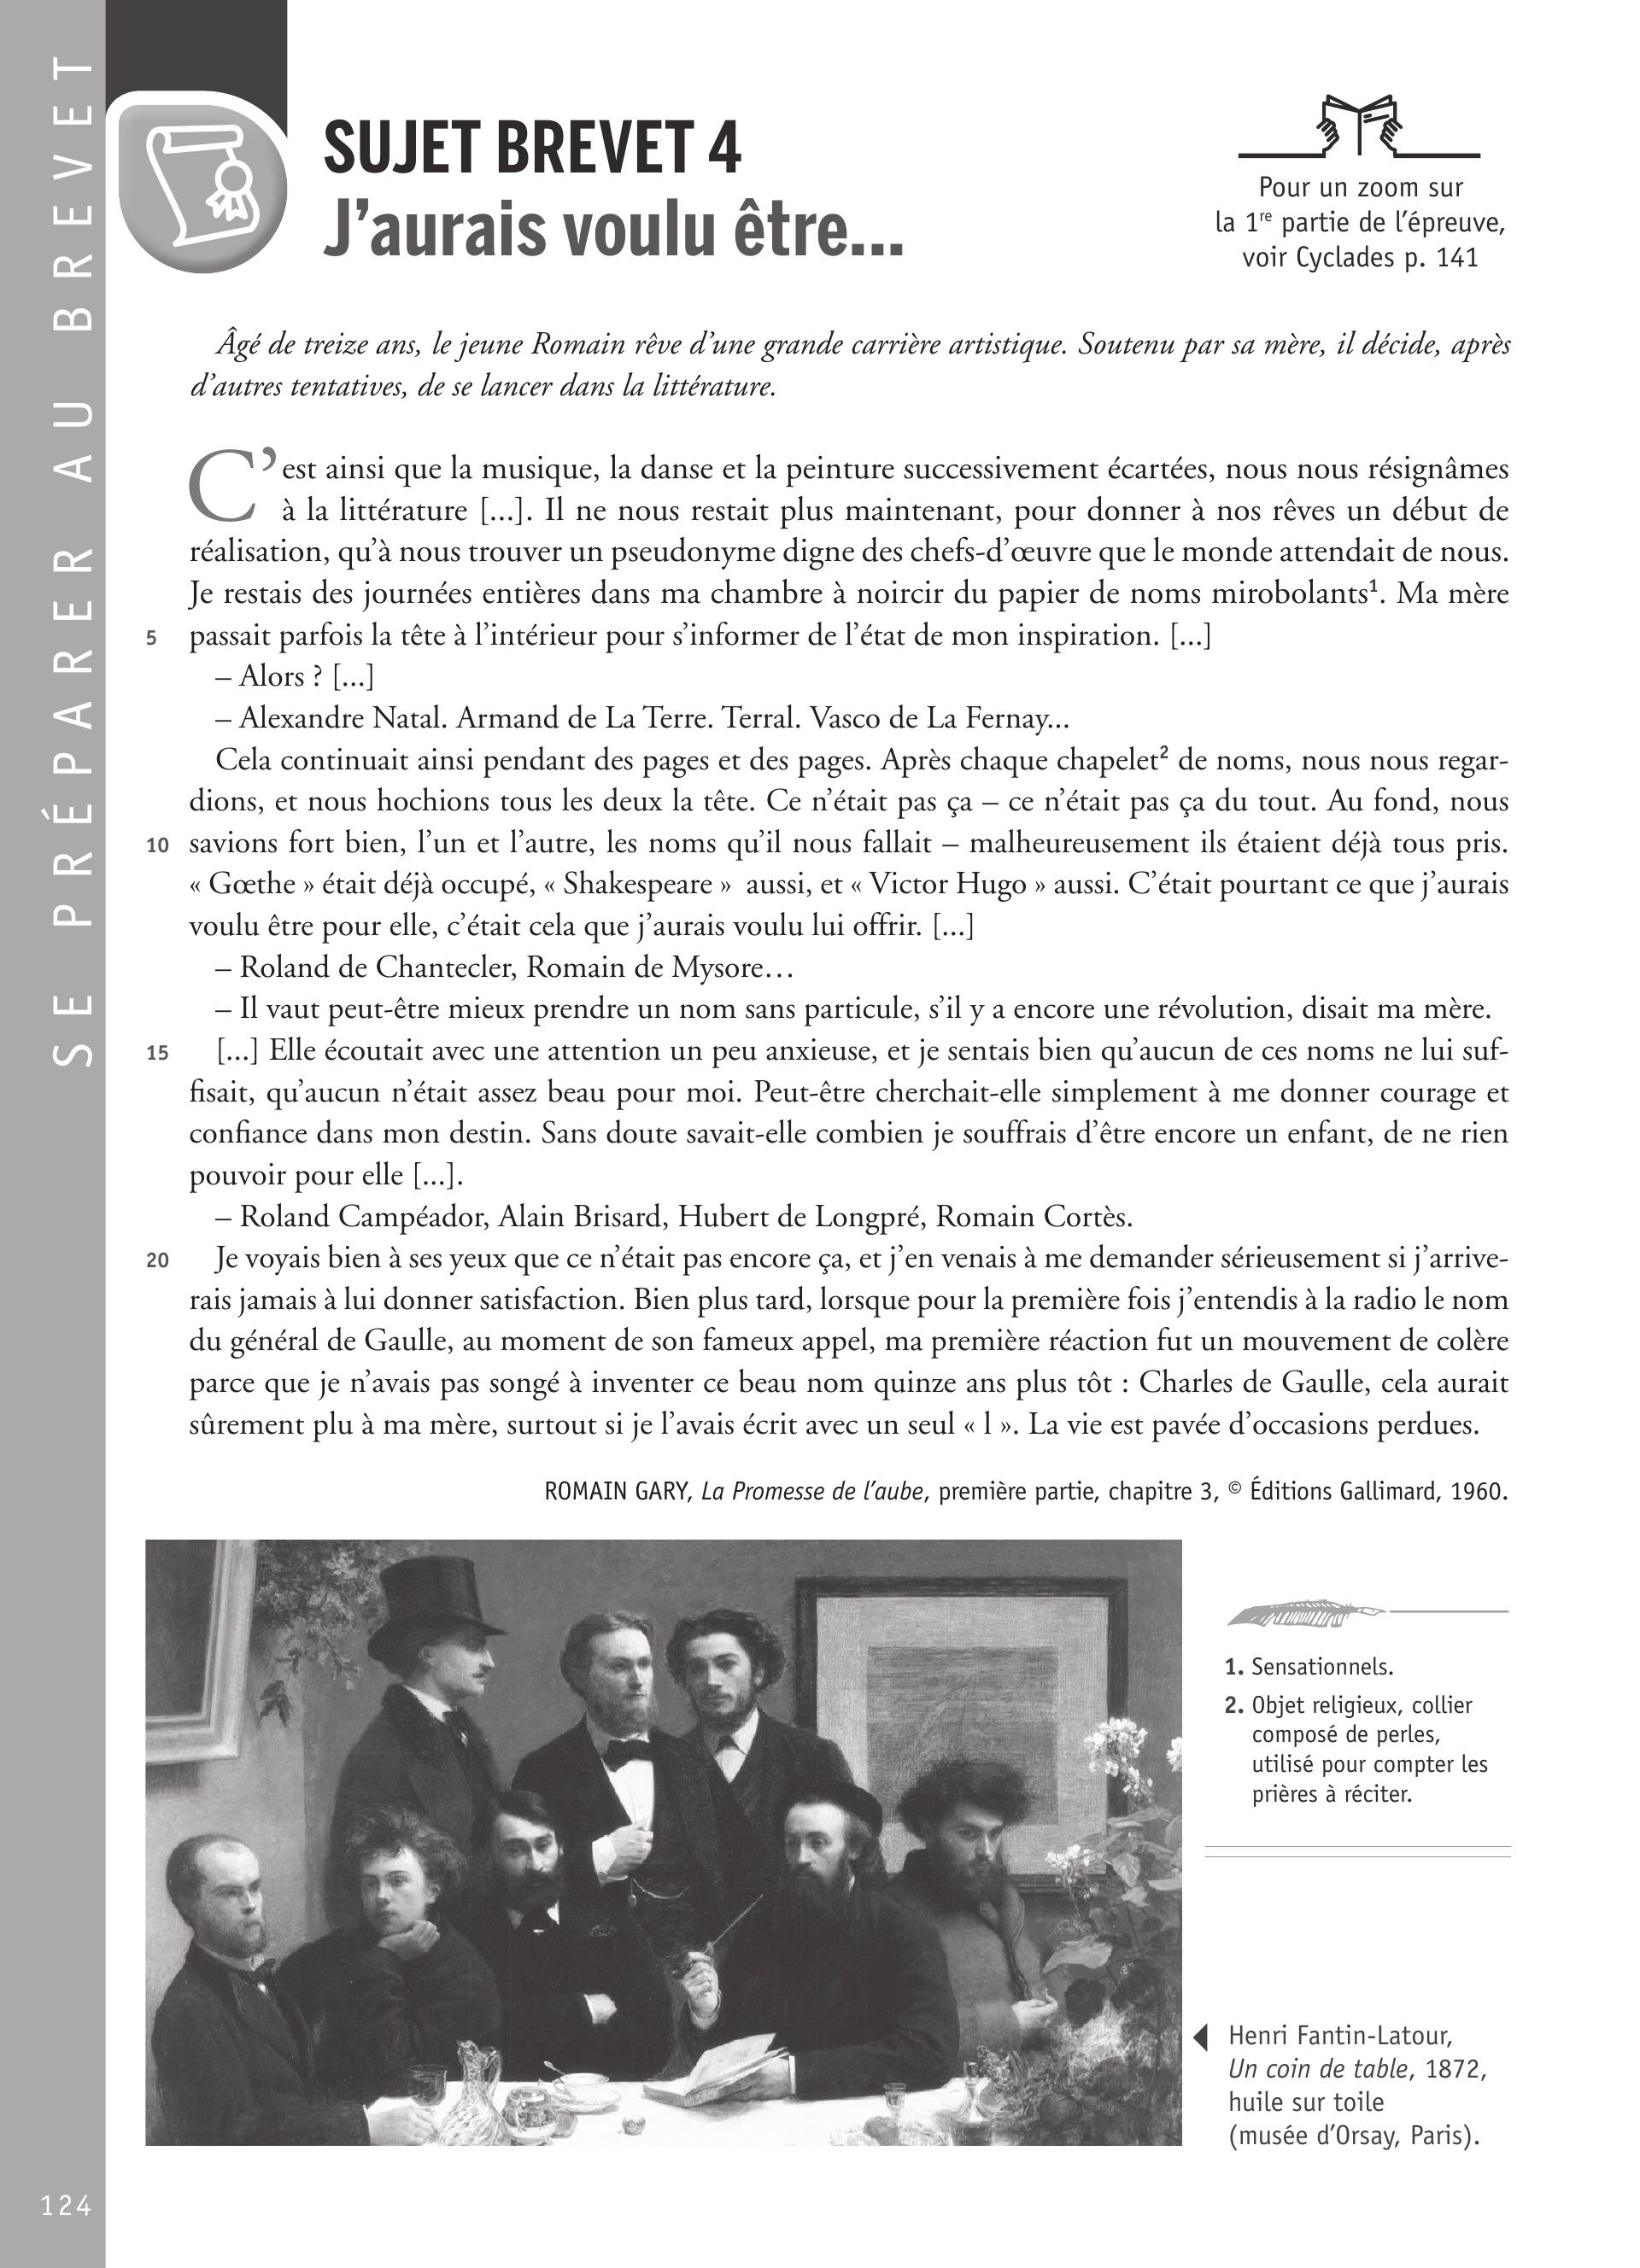 SE PRÉPARER AU BREVET
SUJET BREVET 4
J’aurais voulu être...
Pour un zoom sur
la 1re partie de l’épreuve,
voir Cyclades p. 141
Âgé de treize ans, le jeune Romain rêve d’une grande carrière artistique. Soutenu par sa mère, il décide, après
d’autres tentatives, de se lancer dans la littérature.
C’est ainsi que la musique, la danse et la peinture successivement écartées, nous nous résignâmes
à la littérature [...]. Il ne nous restait plus maintenant, pour donner à nos rêves un début de
réalisation, qu’à nous trouver un pseudonyme digne des chefs-d’œuvre que le monde attendait de nous.
Je restais des journées entières dans ma chambre à noircir du papier de noms mirobolants¹. Ma mère
5 passait parfois la tête à l’intérieur pour s’informer de l’état de mon inspiration. [...]
– Alors ? [...]
– Alexandre Natal. Armand de La Terre. Terral. Vasco de La Fernay...
Cela continuait ainsi pendant des pages et des pages. Après chaque chapelet² de noms, nous nous regar-
dions, et nous hochions tous les deux la tête. Ce n’était pas ça – ce n’était pas ça du tout. Au fond, nous
10 savions fort bien, l’un et l’autre, les noms qu’il nous fallait – malheureusement ils étaient déjà tous pris.
« Gœthe » était déjà occupé, « Shakespeare » aussi, et « Victor Hugo » aussi. C’était pourtant ce que j’aurais
voulu être pour elle, c’était cela que j’aurais voulu lui offrir. [...]
– Roland de Chantecler, Romain de Mysore…
– Il vaut peut-être mieux prendre un nom sans particule, s’il y a encore une révolution, disait ma mère.
15 [...] Elle écoutait avec une attention un peu anxieuse, et je sentais bien qu’aucun de ces noms ne lui suf-
fisait, qu’aucun n’était assez beau pour moi. Peut-être cherchait-elle simplement à me donner courage et
confiance dans mon destin. Sans doute savait-elle combien je souffrais d’être encore un enfant, de ne rien
pouvoir pour elle [...].
– Roland Campéador, Alain Brisard, Hubert de Longpré, Romain Cortès.
20 Je voyais bien à ses yeux que ce n’était pas encore ça, et j’en venais à me demander sérieusement si j’arrive-
rais jamais à lui donner satisfaction. Bien plus tard, lorsque pour la première fois j’entendis à la radio le nom
du général de Gaulle, au moment de son fameux appel, ma première réaction fut un mouvement de colère
parce que je n’avais pas songé à inventer ce beau nom quinze ans plus tôt : Charles de Gaulle, cela aurait
sûrement plu à ma mère, surtout si je l’avais écrit avec un seul « l ». La vie est pavée d’occasions perdues.
ROMAIN GARY, La Promesse de l’aube, première partie, chapitre 3, © Éditions Gallimard, 1960.
1. Sensationnels.
2. Objet religieux, collier
composé de perles,
utilisé pour compter les
prières à réciter.
Henri Fantin-Latour,
Un coin de table, 1872,
huile sur toile
(musée d’Orsay, Paris).
124